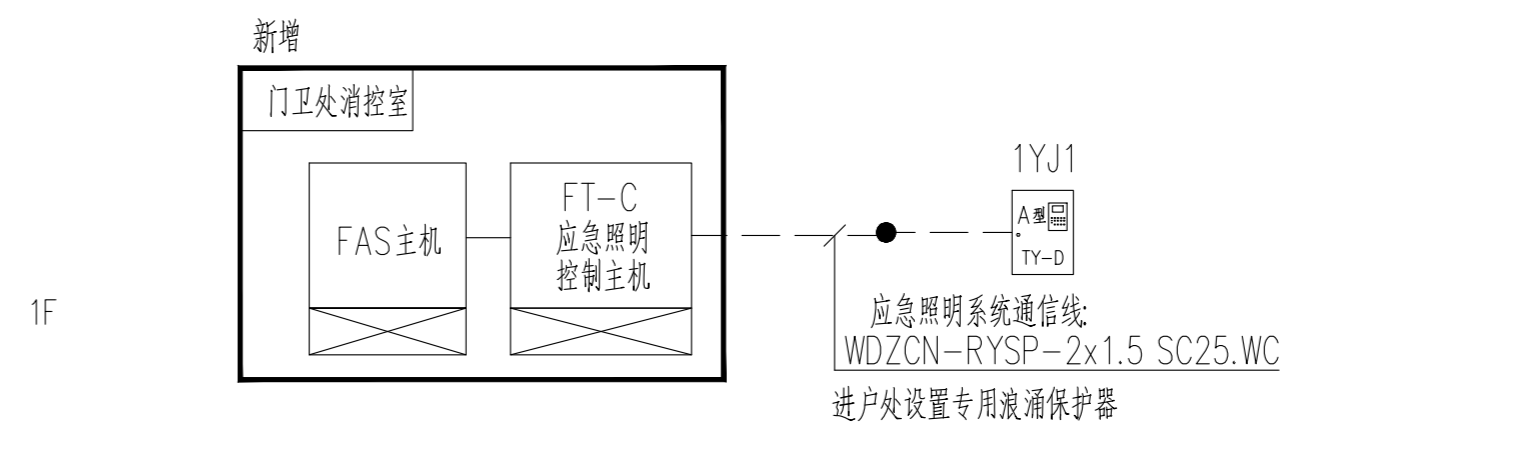 新增
门卫处消控室
FAS主机
FT-C
应急照明
控制主机
1YJ1
A型
TY-D
1F
应急照明系统通信线:
WDZCN-RYSP-2x1.5 SC25.WC
进户处设置专用浪涌保护器